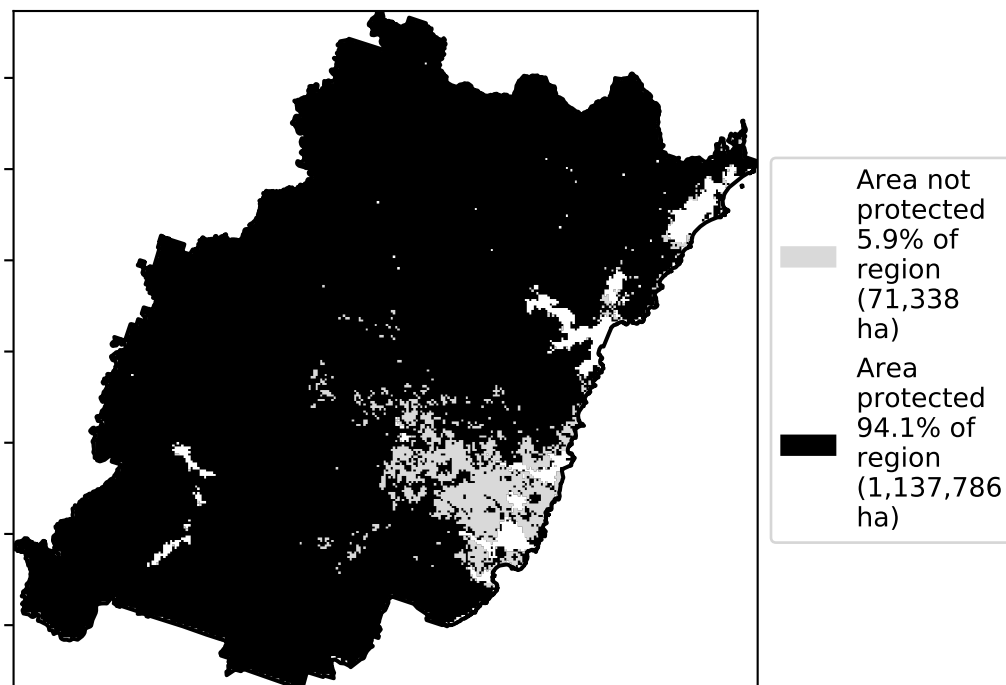 Area not
protected
5.9% of
region
(71,338
ha)
Area
protected
94.1% of
region
(1,137,786
ha)